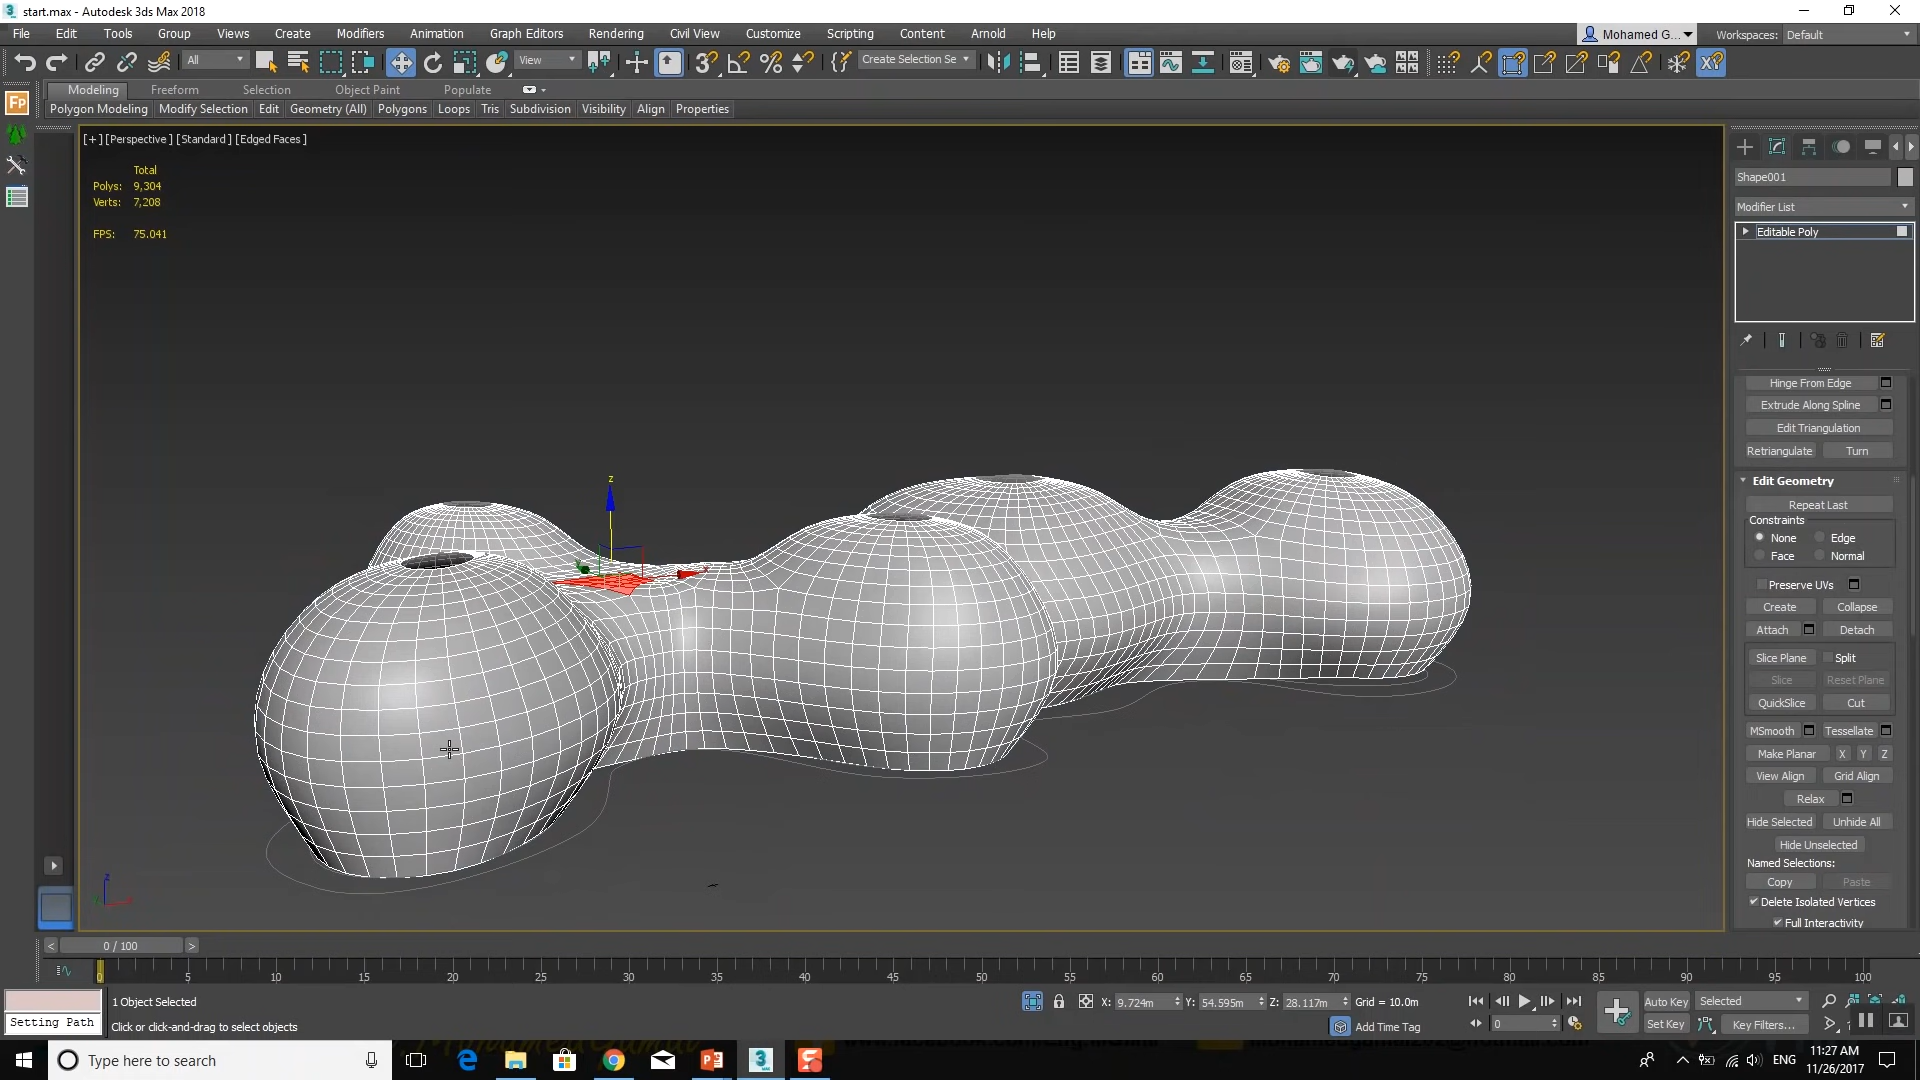 start.max - Autodesk 3ds Max 2018
File Edit Tools Group Views Create Modifiers Animation Graph Editors Rendering Civil View Customize Scripting Content Arnold Help
Mohamed G... Workspaces: Default
All View Create Selection Se
Modeling Freeform Selection Object Paint Populate
Polygon Modeling Modify Selection Edit Geometry (All) Polygons Loops Tris Subdivision Visibility Align Properties
[+] [Perspective] [Standard] [Edged Faces]
Total
Polys: 9,304
Verts: 7,208
FPS: 75.041
z
Shape001
Modifier List
Editable Poly
Hinge From Edge
Extrude Along Spline
Edit Triangulation
Retriangulate Turn
Edit Geometry
Repeat Last
Constraints
None Edge
Face Normal
Preserve UVs
Create Collapse
Attach Detach
Slice Plane Split
Slice Reset Plane
QuickSlice Cut
MSmooth Tessellate
Make Planar X Y Z
View Align Grid Align
Relax
Hide Selected Unhide All
Hide Unselected
Named Selections:
Copy Paste
Delete Isolated Vertices
Full Interactivity
z
< 0 / 100 >
0 5 10 15 20 25 30 35 40 45 50 55 60 65 70 75 80 85 90 95 100
1 Object Selected X: 9.724m Y: 54.595m Z: 28.117m Grid = 10.0m Auto Key Selected
Setting Path Click or click-and-drag to select objects Add Time Tag 0 Set Key Key Filters...
Type here to search ENG 11:27 AM
11/26/2017